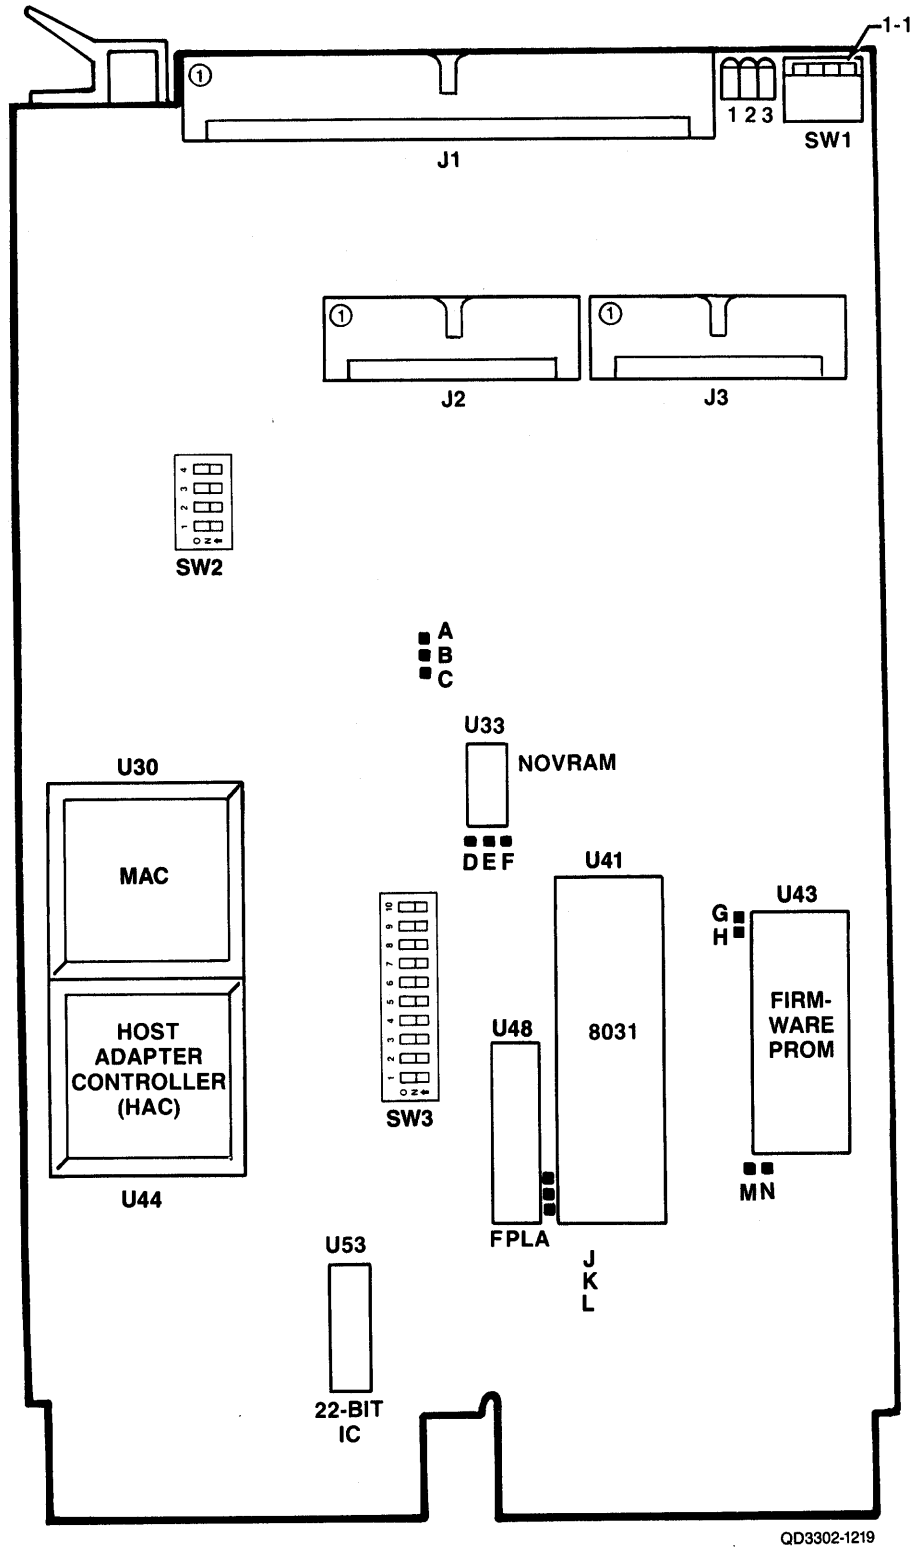 1-1
1
1 2 3
SW1
J1
1
1
J2
J3
4
3
2
1
ON
SW2
A
B
C
U33
NOVRAM
D E F
U30
MAC
U41
8031
U43
G
H
FIRM-
WARE
PROM
M N
10
9
8
7
6
5
4
3
2
1
ON
SW3
U48
FPLA
J
K
L
HOST
ADAPTER
CONTROLLER
(HAC)
U44
U53
22-BIT
IC
QD3302-1219